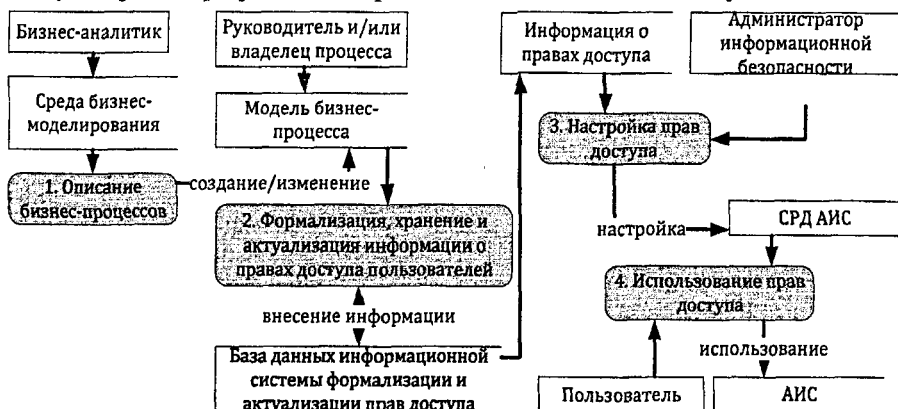 Бизнес-аналитик
Среда бизнес-
моделирования
1. Описание
бизнес-процессов
создание/изменение
Руководитель и/или
владелец процесса
Модель бизнес-
процесса
2. Формализация, хранение и
актуализация информации о
правах доступа пользователей
внесение информации
База данных информационной
системы формализации и
актуализации прав доступа
Информация о
правах доступа
Администратор
информационной
безопасности
3. Настройка прав
доступа
настройка
СРД АИС
4. Использование прав
доступа
использование
Пользователь
АИС